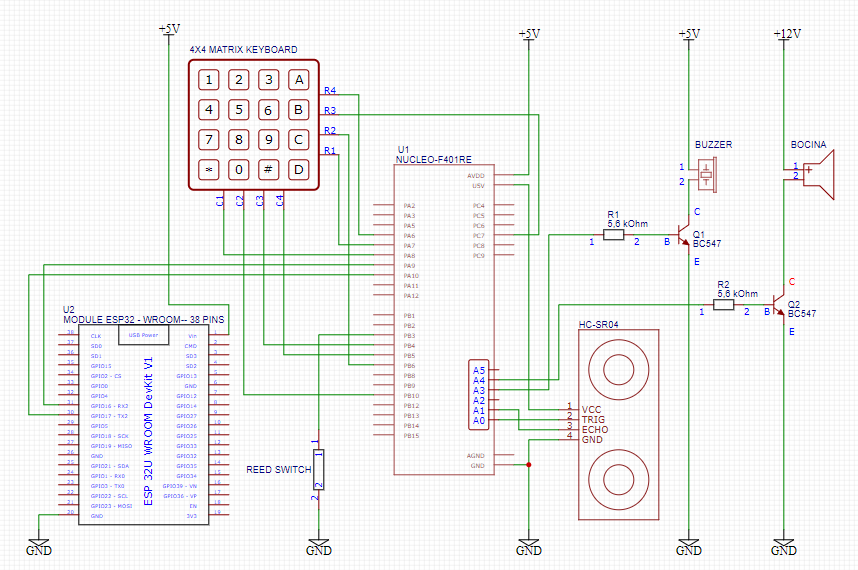 +5V
+5V
+5V
+12V
4X4 MATRIX KEYBOARD
1 2 3 A
4 5 6 B
7 8 9 C
* 0 # D
R4
R3
R2
R1
C1 C2 C3 C4
U1
NUCLEO-F401RE
AVDD
U5V
PA2
PA3
PA5
PA6
PA7
PA8
PA9
PA10
PA11
PA12
PB1
PB2
PB3
PB4
PB5
PB6
PB8
PB9
PB10
PB12
PB13
PB14
PB15
PC4
PC5
PC6
PC7
PC8
PC9
A5
A4
A3
A2
A1
A0
AGND
GND
BUZZER
1
2
BOCINA
1 +
2
R1
5,6 kOhm
1 2
C
B
E
Q1
BC547
R2
5,6 kOhm
1 2
C
B
E
Q2
BC547
HC-SR04
1 VCC
2 TRIG
3 ECHO
4 GND
U2
MODULE ESP32 - WROOM-- 38 PINS
USB Power
ESP 32U WROOM DevKit V1
CLK
SD0
SD1
GPIO15
GPIO2 - CS
GPIO0
GPIO4
GPIO16 - RX2
GPIO17 - TX2
GPIO5
GPIO18 - SCK
GPIO19 - MISO
GND
GPIO21 - SDA
GPIO1 - RX0
GPIO3 - TX0
GPIO22 - SCL
GPIO23 - MOSI
GND
Vin
CMD
SD3
SD2
GPIO13
GND
GPIO12
GPIO14
GPIO27
GPIO26
GPIO25
GPIO33
GPIO32
GPIO35
GPIO34
GPIO39 - VN
GPIO36 - VP
EN
3V3
REED SWITCH
1
1
2
2
GND
GND
GND
GND
GND